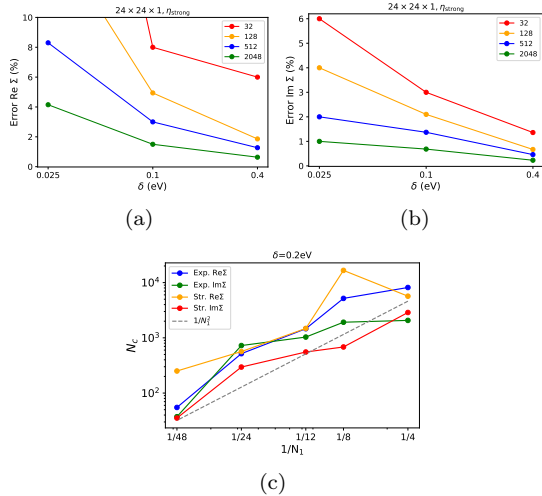 24 × 24 × 1, ηstrong
Error Re Σ (%)
10
8
6
4
2
0
32
128
512
2048
0.025
0.1
0.4
δ (eV)
(a)
24 × 24 × 1, ηstrong
Error Im Σ (%)
6
5
4
3
2
1
0
32
128
512
2048
0.025
0.1
0.4
δ (eV)
(b)
δ=0.2eV
N_c
10^4
10^3
10^2
Exp. ReΣ
Exp. ImΣ
Str. ReΣ
Str. ImΣ
1/N_1^2
1/48
1/24
1/12
1/8
1/4
1/N_1
(c)